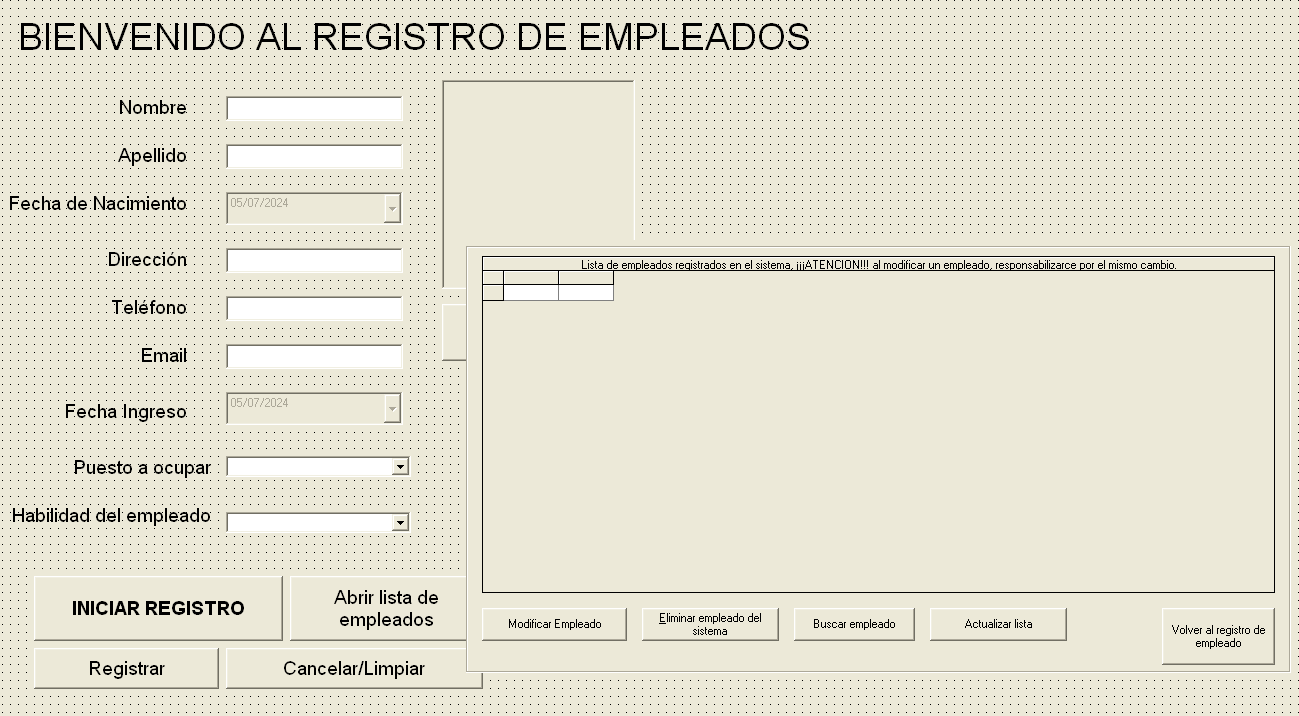 BIENVENIDO AL REGISTRO DE EMPLEADOS
Nombre
Apellido
Fecha de Nacimiento
05/07/2024
Dirección
Teléfono
Email
Fecha Ingreso
05/07/2024
Puesto a ocupar
Habilidad del empleado
INICIAR REGISTRO
Abrir lista de
empleados
Registrar
Cancelar/Limpiar
Lista de empleados registrados en el sistema, ¡¡¡ATENCION!!! al modificar un empleado, responsabilizarce por el mismo cambio.
Modificar Empleado
Eliminar empleado del
sistema
Buscar empleado
Actualizar lista
Volver al registro de
empleado